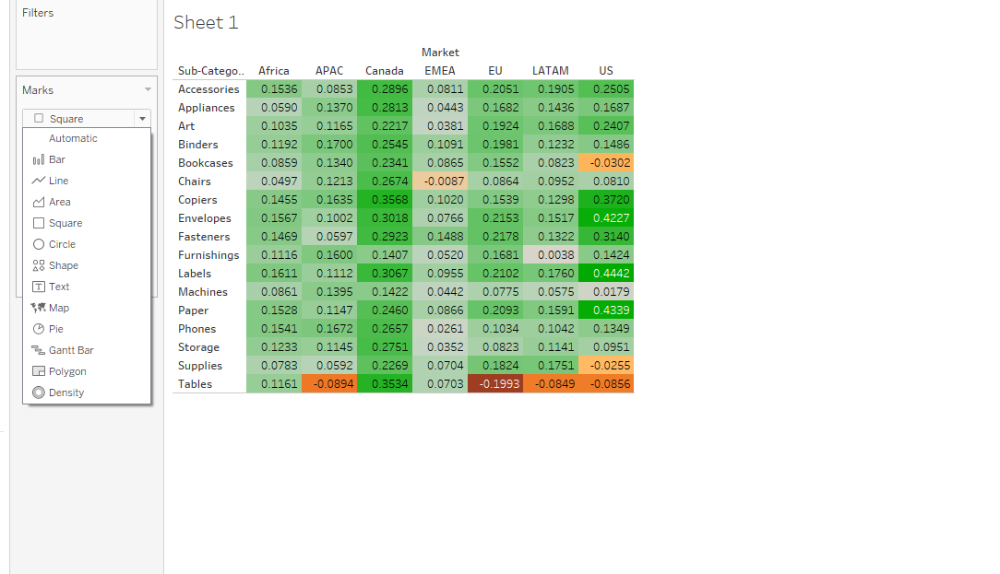 Filters
Marks
Square
Automatic
Bar
Line
Area
Square
Circle
Shape
Text
Map
Pie
Gantt Bar
Polygon
Density
Sheet 1
Market
Sub-Catego.. Africa APAC Canada EMEA EU LATAM US
Accessories 0.1536 0.0853 0.2896 0.0811 0.2051 0.1905 0.2505
Appliances 0.0590 0.1370 0.2813 0.0443 0.1682 0.1436 0.1687
Art 0.1035 0.1165 0.2217 0.0381 0.1924 0.1688 0.2407
Binders 0.1192 0.1700 0.2545 0.1091 0.1981 0.1232 0.1486
Bookcases 0.0859 0.1340 0.2341 0.0865 0.1552 0.0823 -0.0302
Chairs 0.0497 0.1213 0.2674 -0.0087 0.0864 0.0952 0.0810
Copiers 0.1455 0.1635 0.3568 0.1020 0.1539 0.1298 0.3720
Envelopes 0.1567 0.1002 0.3018 0.0766 0.2153 0.1517 0.4227
Fasteners 0.1469 0.0597 0.2923 0.1488 0.2178 0.1322 0.3140
Furnishings 0.1116 0.1600 0.1407 0.0520 0.1681 0.0038 0.1424
Labels 0.1611 0.1112 0.3067 0.0955 0.2102 0.1760 0.4442
Machines 0.0861 0.1395 0.1422 0.0442 0.0775 0.0575 0.0179
Paper 0.1528 0.1147 0.2460 0.0866 0.2093 0.1591 0.4339
Phones 0.1541 0.1672 0.2657 0.0261 0.1034 0.1042 0.1349
Storage 0.1233 0.1145 0.2751 0.0352 0.0823 0.1141 0.0951
Supplies 0.0783 0.0592 0.2269 0.0704 0.1824 0.1751 -0.0255
Tables 0.1161 -0.0894 0.3534 0.0703 -0.1993 -0.0849 -0.0856